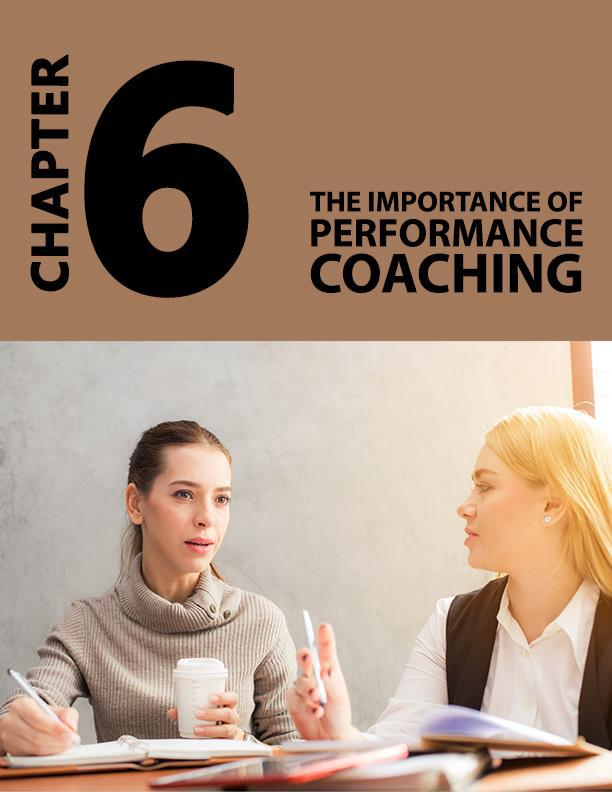 CHAPTER
6
THE IMPORTANCE OF
PERFORMANCE
COACHING